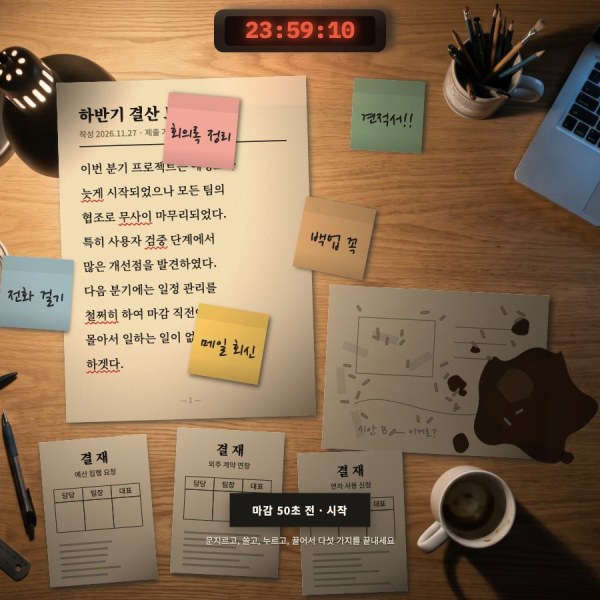 23:59:10
하반기 결산
작성 2026.11.27 · 제출
회의록 정리
견적서!!
이번 분기 프로젝트는
늦게 시작되었으나 모든 팀의
협조로 무사이 마무리되었다.
특히 사용자 검중 단계에서
많은 개선점을 발견하였다.
다음 분기에는 일정 관리를
철쩌히 하여 마감 직전
몰아서 일하는 일이
하겟다.
백업 꼭
전화 걸기
메일 회신
— 1 —
시안 B
이거로?
결 재
예산 집행 요청
담당 팀장 대표
결 재
외주 계약 연장
담당 팀장 대표
결 재
연차 사용 신청
담당 대표
마감 50초 전 · 시작
문지르고, 쓸고, 누르고, 끌어서 다섯 가지를 끝내세요